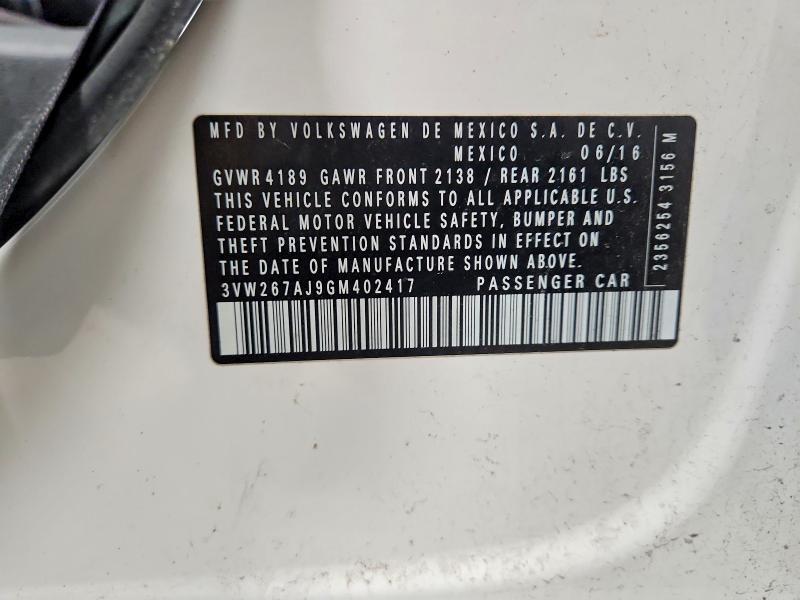 MFD BY VOLKSWAGEN DE MEXICO S.A. DE C.V.
MEXICO 06/16
GVWR 4189 GAWR FRONT 2138 / REAR 2161 LBS
THIS VEHICLE CONFORMS TO ALL APPLICABLE U.S.
FEDERAL MOTOR VEHICLE SAFETY, BUMPER AND
THEFT PREVENTION STANDARDS IN EFFECT ON
THE DATE OF MANUFACTURE SHOWN ABOVE.
3VW267AJ9GM402417 PASSENGER CAR
2356254 3156 M